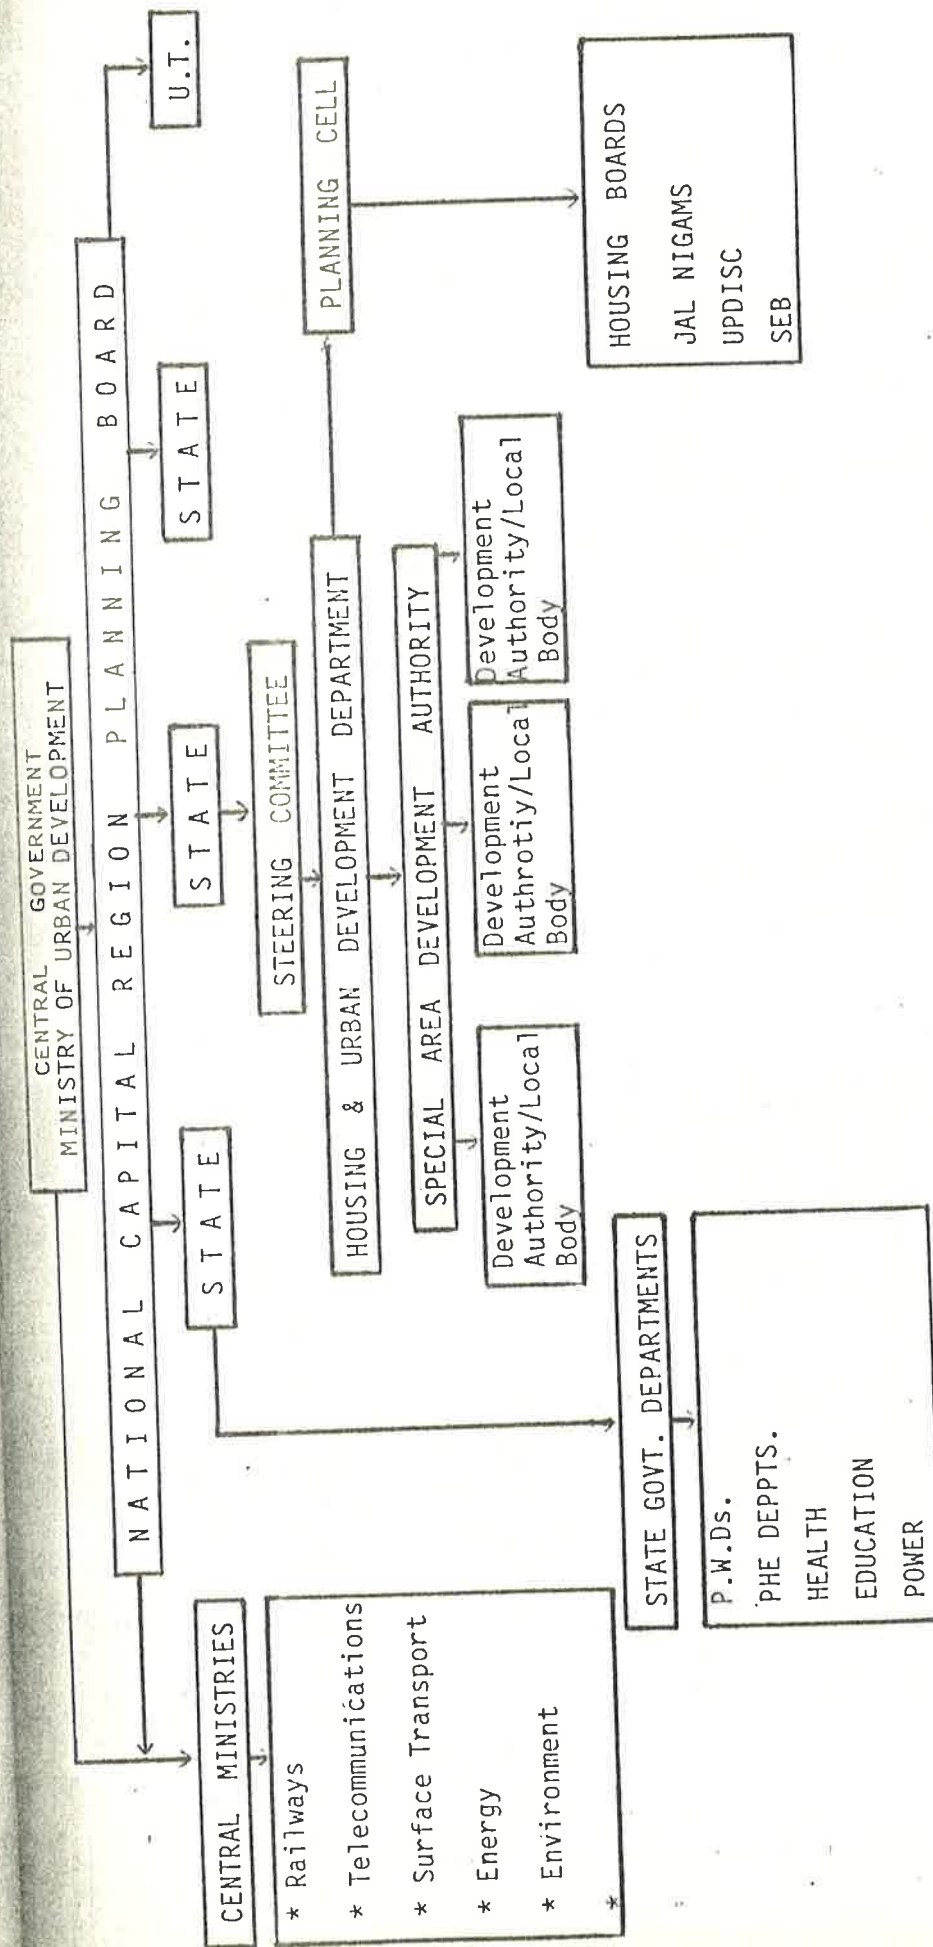 CENTRAL GOVERNMENT
MINISTRY OF URBAN DEVELOPMENT
NATIONAL CAPITAL REGION PLANNING BOARD
STATE
STATE
STATE
U.T.
CENTRAL MINISTRIES
* Railways
* Telecommunications
* Surface Transport
* Energy
* Environment
*
STEERING COMMITTEE
HOUSING & URBAN DEVELOPMENT DEPARTMENT
PLANNING CELL
SPECIAL AREA DEVELOPMENT AUTHORITY
Development
Authority/Local
Body
Development
Authrotiy/Local
Body
Development
Authority/Local
Body
HOUSING BOARDS
JAL NIGAMS
UPDISC
SEB
STATE GOVT. DEPARTMENTS
P.W.Ds.
PHE DEPPTS.
HEALTH
EDUCATION
POWER